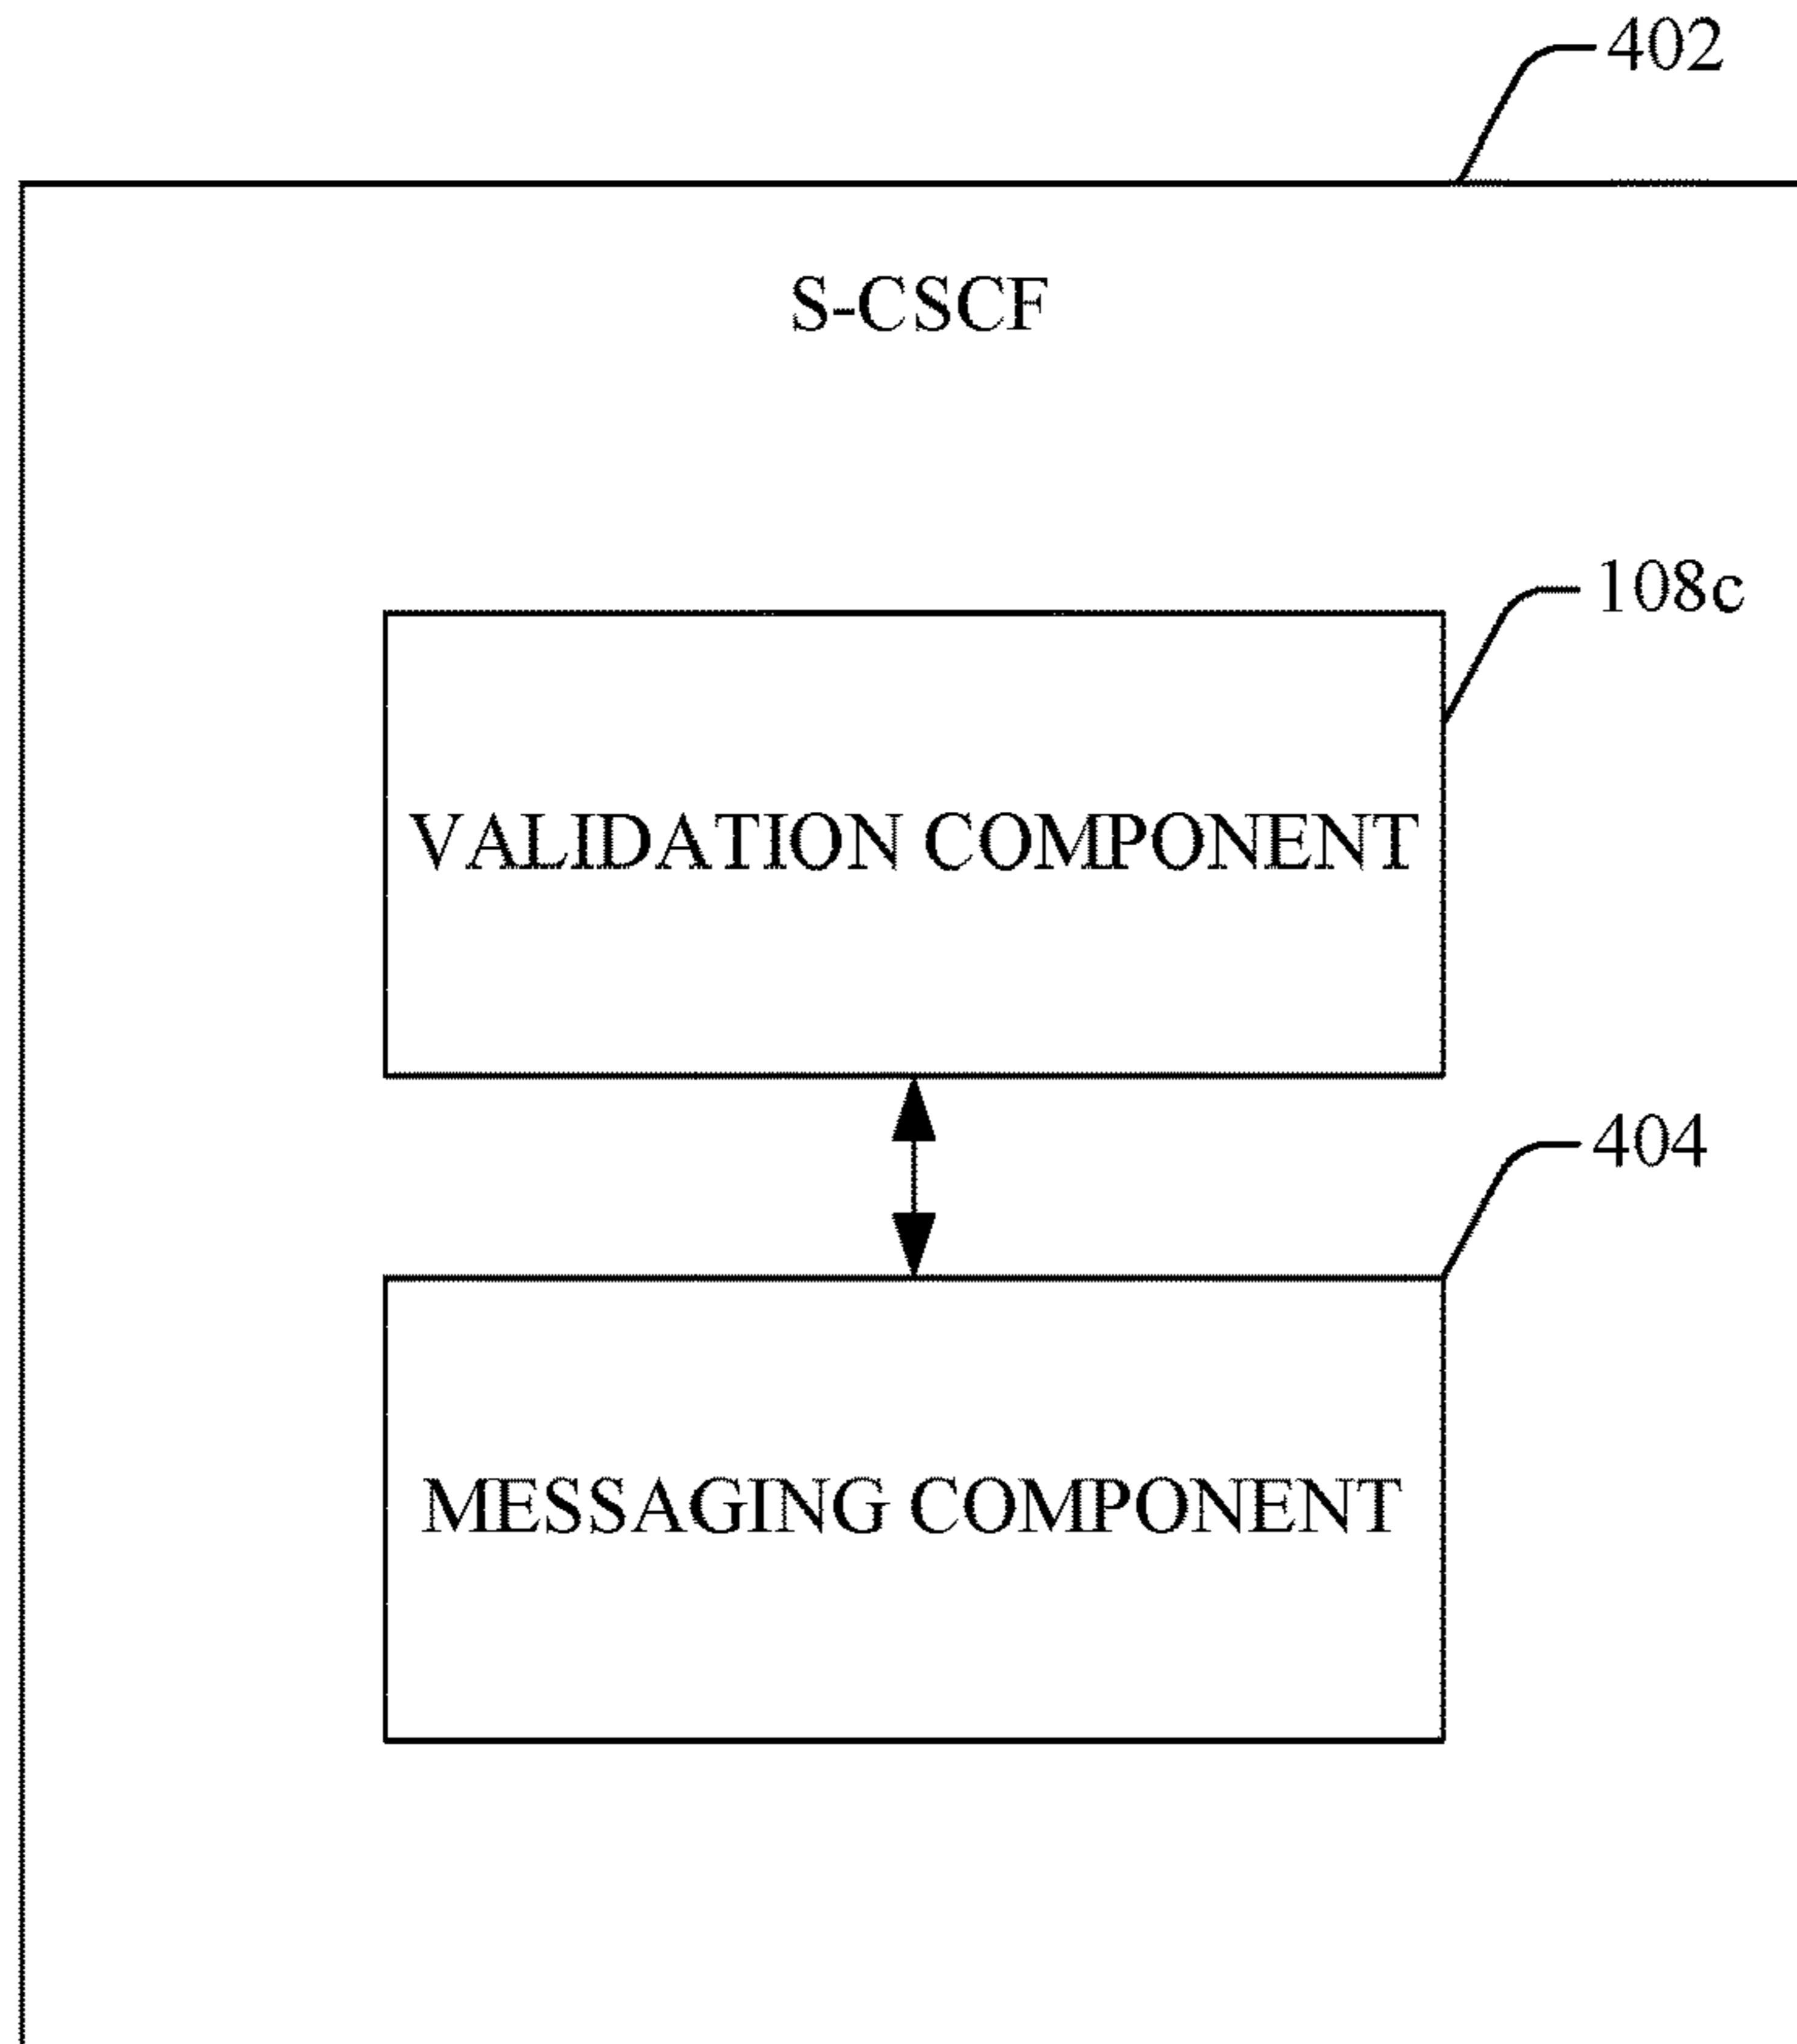 402
S-CSCF
108c
VALIDATION COMPONENT
404
MESSAGING COMPONENT